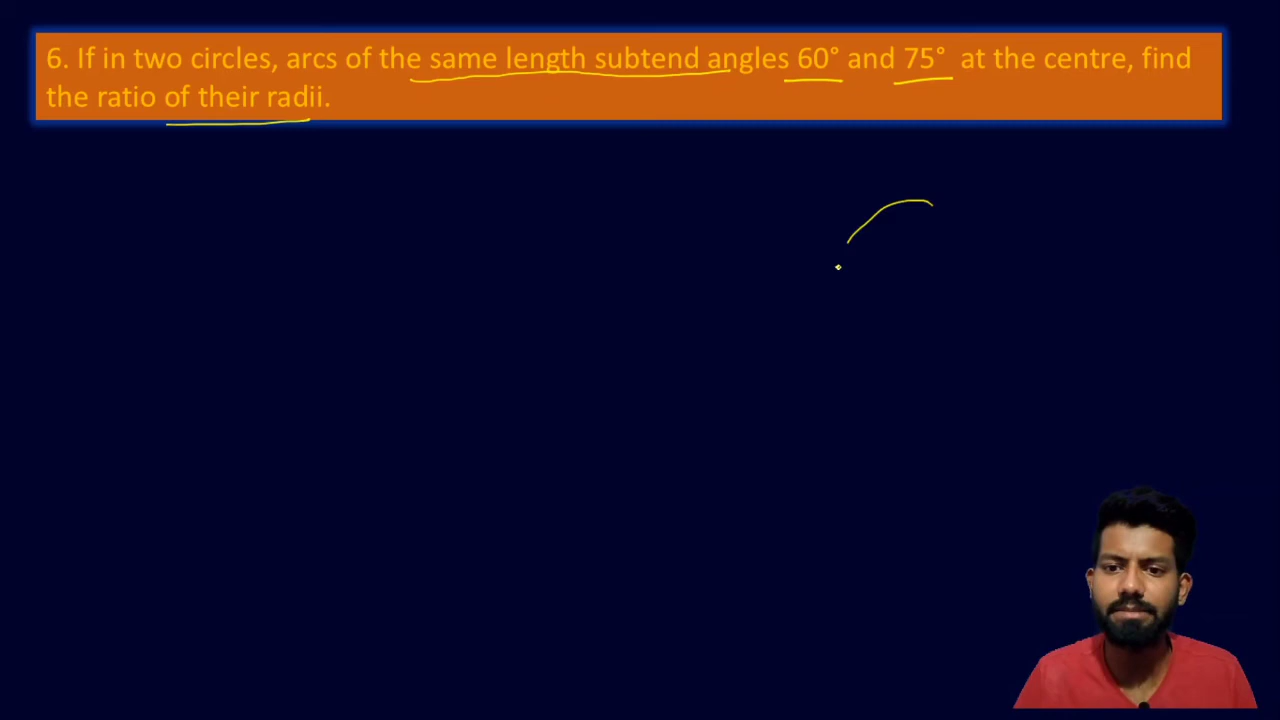 6. If in two circles, arcs of the same length subtend angles 60° and 75° at the centre, find
the ratio of their radii.